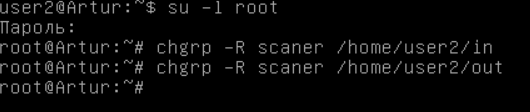 user2@Artur:~$ su -l root
Пароль:
root@Artur:~# chgrp -R scaner /home/user2/in
root@Artur:~# chgrp -R scaner /home/user2/out
root@Artur:~#